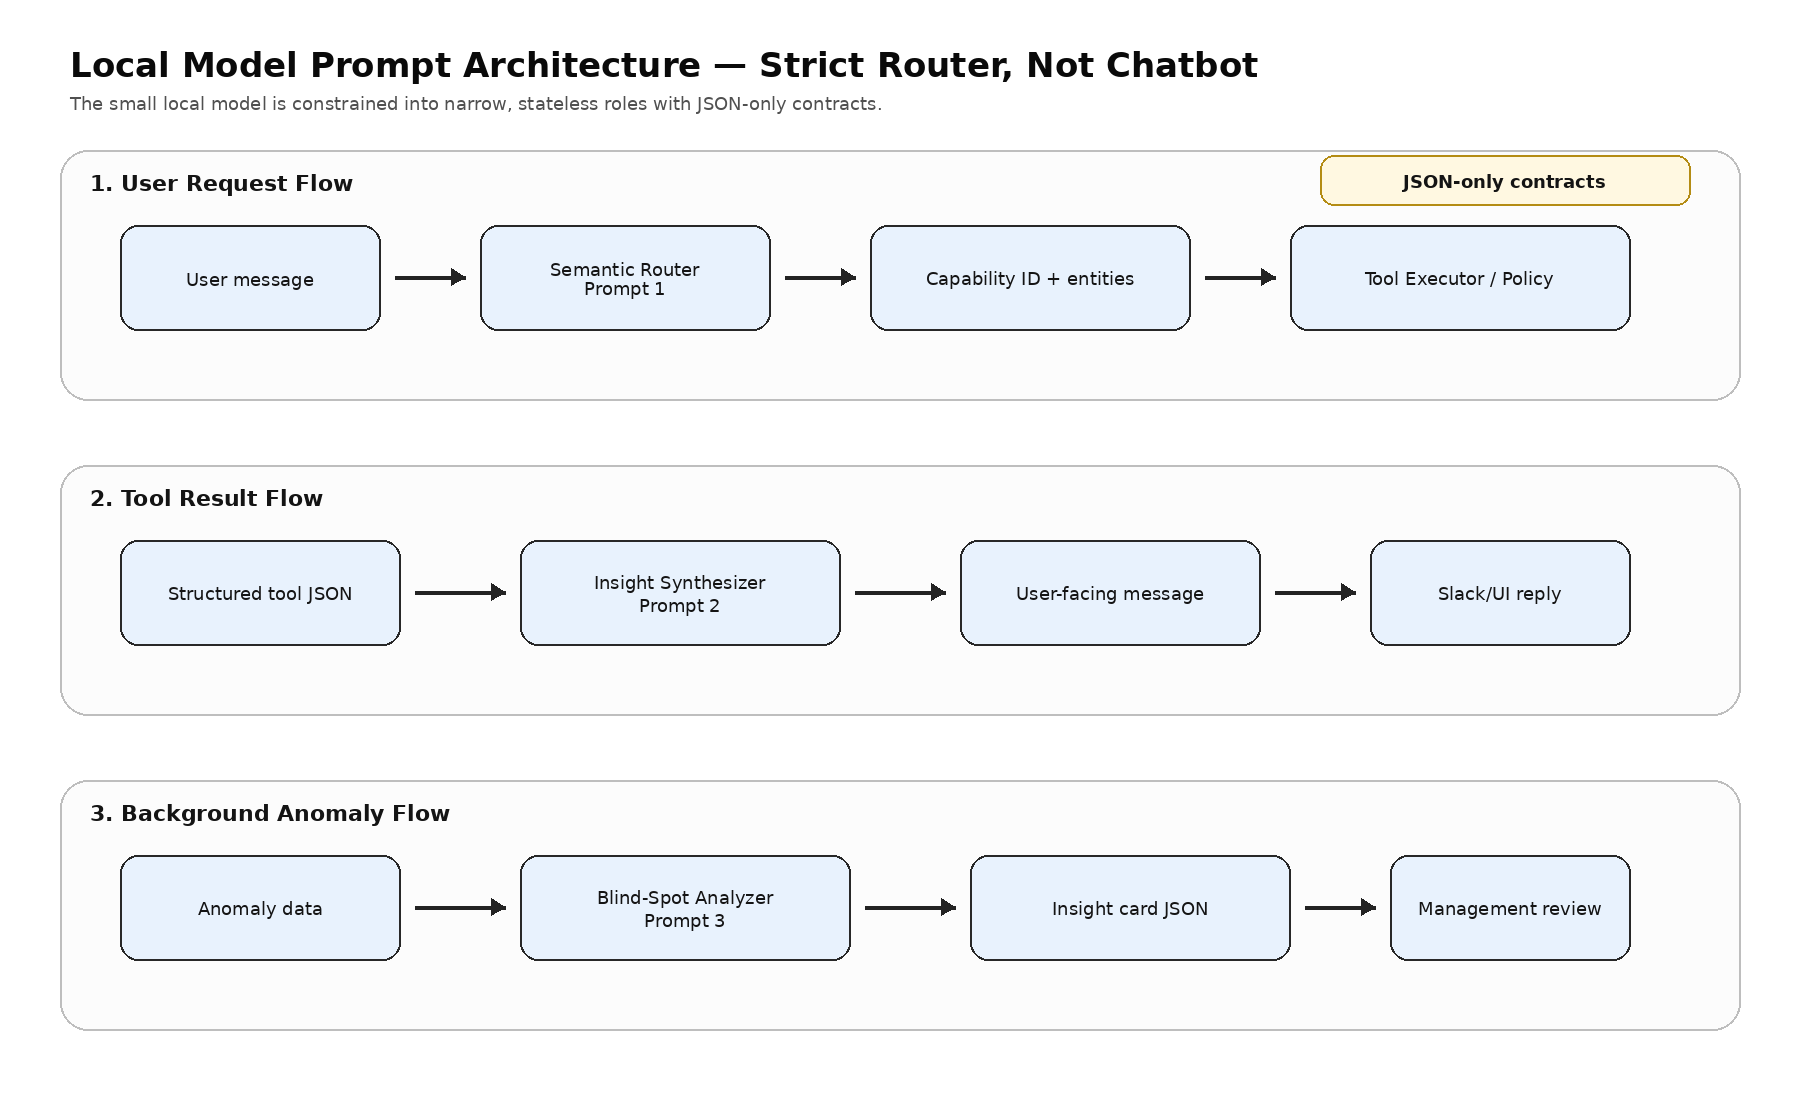 Local Model Prompt Architecture — Strict Router, Not Chatbot
The small local model is constrained into narrow, stateless roles with JSON-only contracts.
1. User Request Flow
JSON-only contracts
User message
Semantic Router
Prompt 1
Capability ID + entities
Tool Executor / Policy
2. Tool Result Flow
Structured tool JSON
Insight Synthesizer
Prompt 2
User-facing message
Slack/UI reply
3. Background Anomaly Flow
Anomaly data
Blind-Spot Analyzer
Prompt 3
Insight card JSON
Management review